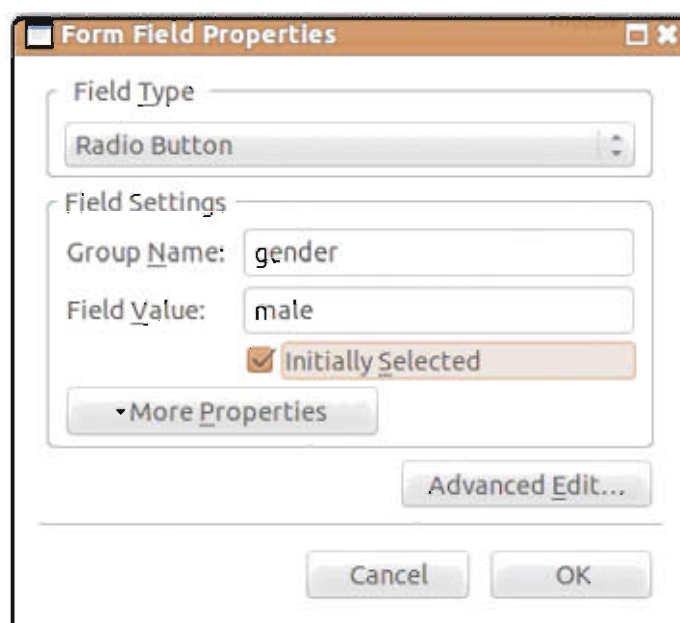 Form Field Properties
Field Type
Radio Button
Field Settings
Group Name: gender
Field Value: male
Initially Selected
More Properties
Advanced Edit...
Cancel OK